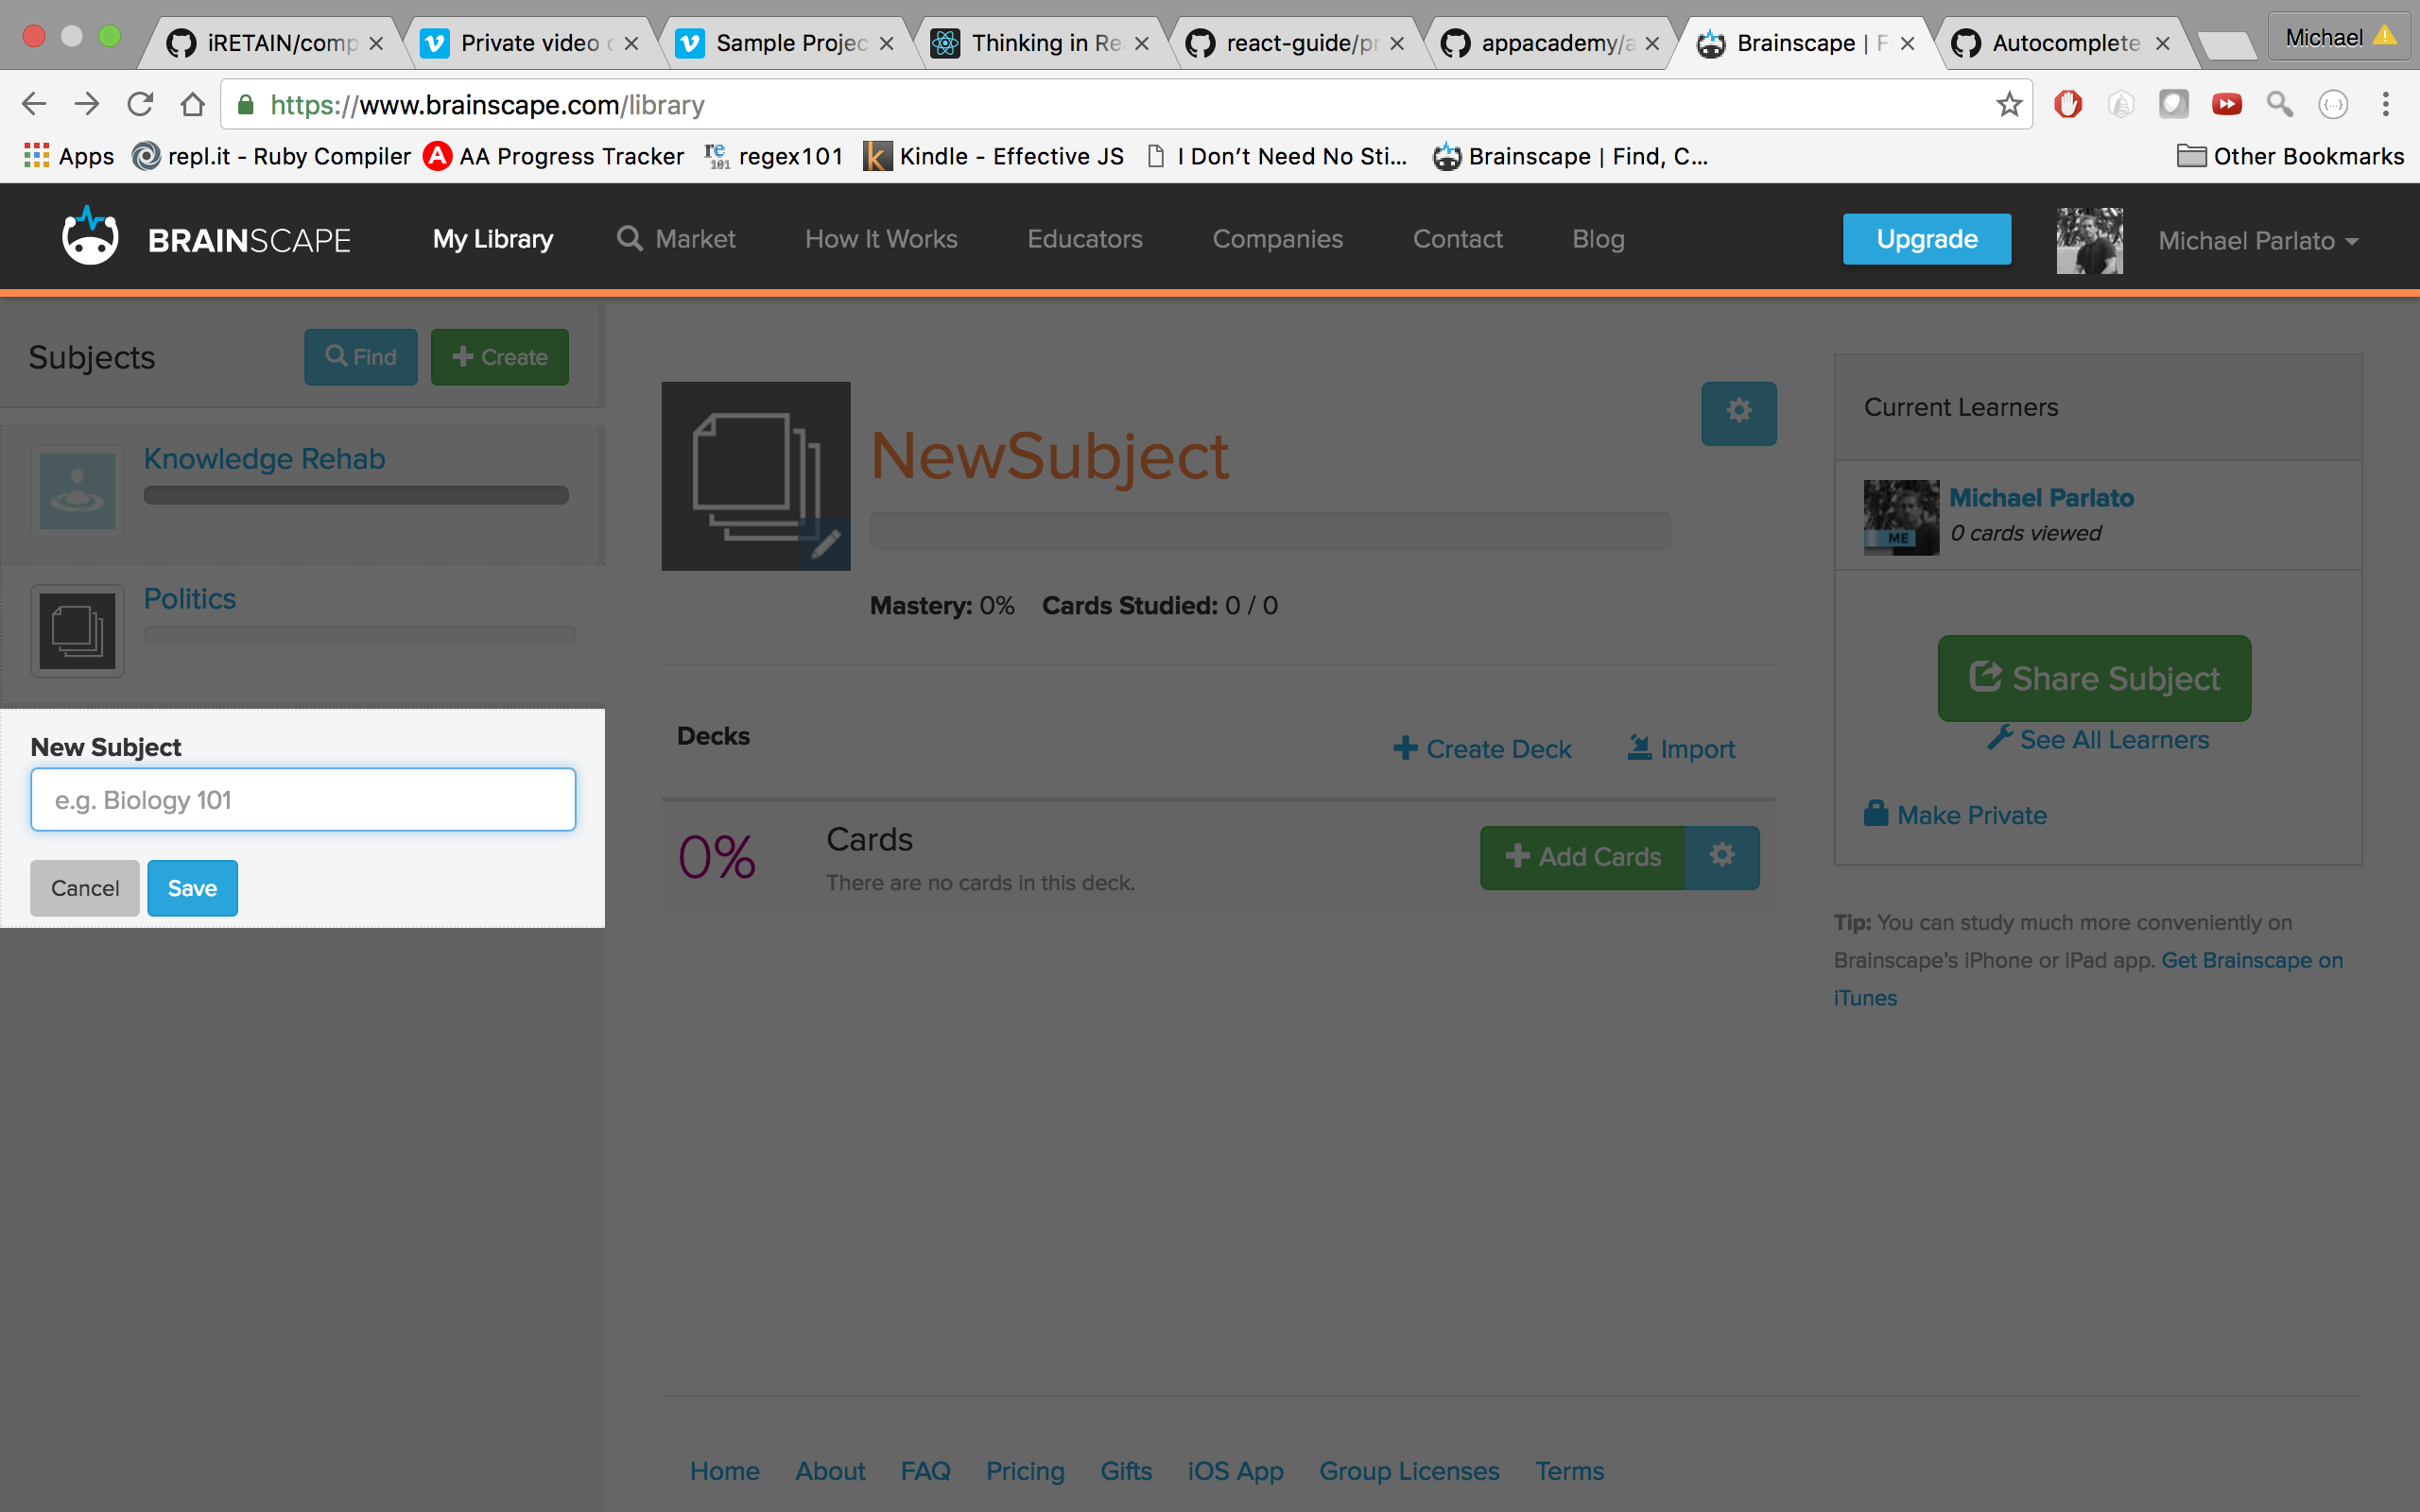 iRETAIN/comp Private video Sample Projec Thinking in Re react-guide/pr appacademy/a Brainscape | F Autocomplete Michael
https://www.brainscape.com/library
Apps repl.it - Ruby Compiler A AA Progress Tracker re 101 regex101 k Kindle - Effective JS I Don't Need No Sti... Brainscape | Find, C... Other Bookmarks
BRAINSCAPE My Library Market How It Works Educators Companies Contact Blog Upgrade Michael Parlato
Subjects Find Create
Knowledge Rehab
Politics
New Subject
e.g. Biology 101
Cancel Save
NewSubject
Mastery: 0% Cards Studied: 0 / 0
Decks Create Deck Import
0% Cards Add Cards
There are no cards in this deck.
Current Learners
Michael Parlato
ME 0 cards viewed
Share Subject
See All Learners
Make Private
Tip: You can study much more conveniently on
Brainscape's iPhone or iPad app. Get Brainscape on
iTunes
Home About FAQ Pricing Gifts iOS App Group Licenses Terms